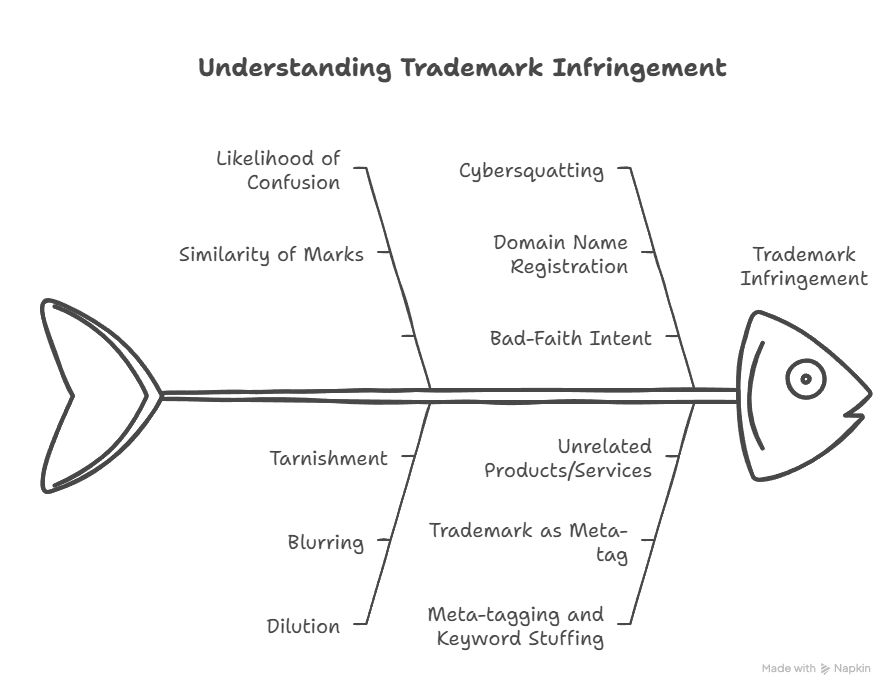 Understanding Trademark Infringement
Likelihood of
Confusion
Similarity of Marks
Cybersquatting
Domain Name
Registration
Bad-Faith Intent
Trademark
Infringement
Tarnishment
Blurring
Dilution
Unrelated
Products/Services
Trademark as Meta-
tag
Meta-tagging and
Keyword Stuffing
Made with Napkin